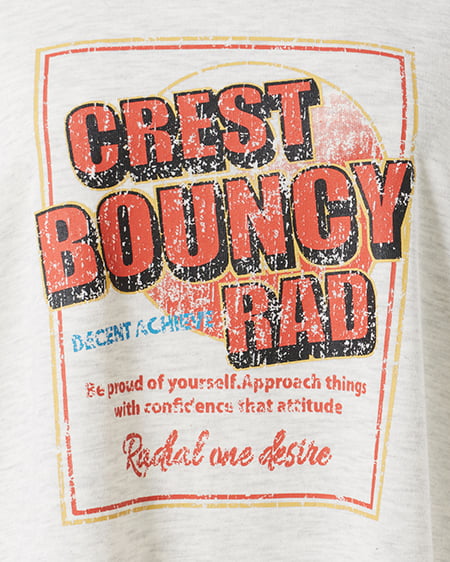 CREST
BOUNCY
RAD
DECENT ACHIEVE
Be proud of yourself.Approach things
with confidence that attitude
Radial one desire